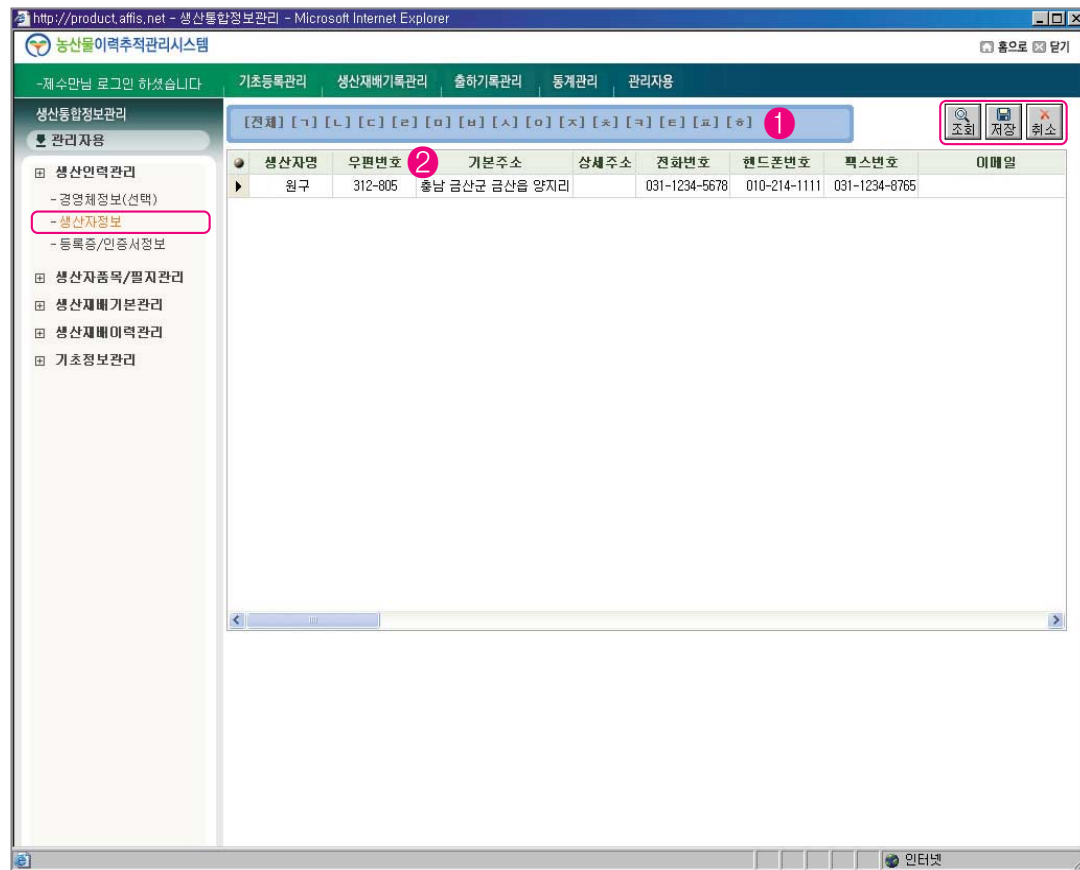 http://product.affis.net - 생산통합정보관리 - Microsoft Internet Explorer
농산물이력추적관리시스템
홈으로 닫기
-제수만님 로그인 하셨습니다
기초등록관리 생산재배기록관리 출하기록관리 통계관리 관리자용
생산통합정보관리
관리자용
[전체] [ㄱ] [ㄴ] [ㄷ] [ㄹ] [ㅁ] [ㅂ] [ㅅ] [ㅇ] [ㅈ] [ㅊ] [ㅋ] [ㅌ] [ㅍ] [ㅎ] 1
조회 저장 취소
생산자명 우편번호 2 기본주소 상세주소 전화번호 핸드폰번호 팩스번호 이메일
원구 312-805 충남 금산군 금산읍 양지리 031-1234-5678 010-214-1111 031-1234-8765
생산인력관리
- 경영체정보(선택)
- 생산자정보
- 등록증/인증서정보
생산자품목/필지관리
생산재배기본관리
생산재배이력관리
기초정보관리
인터넷